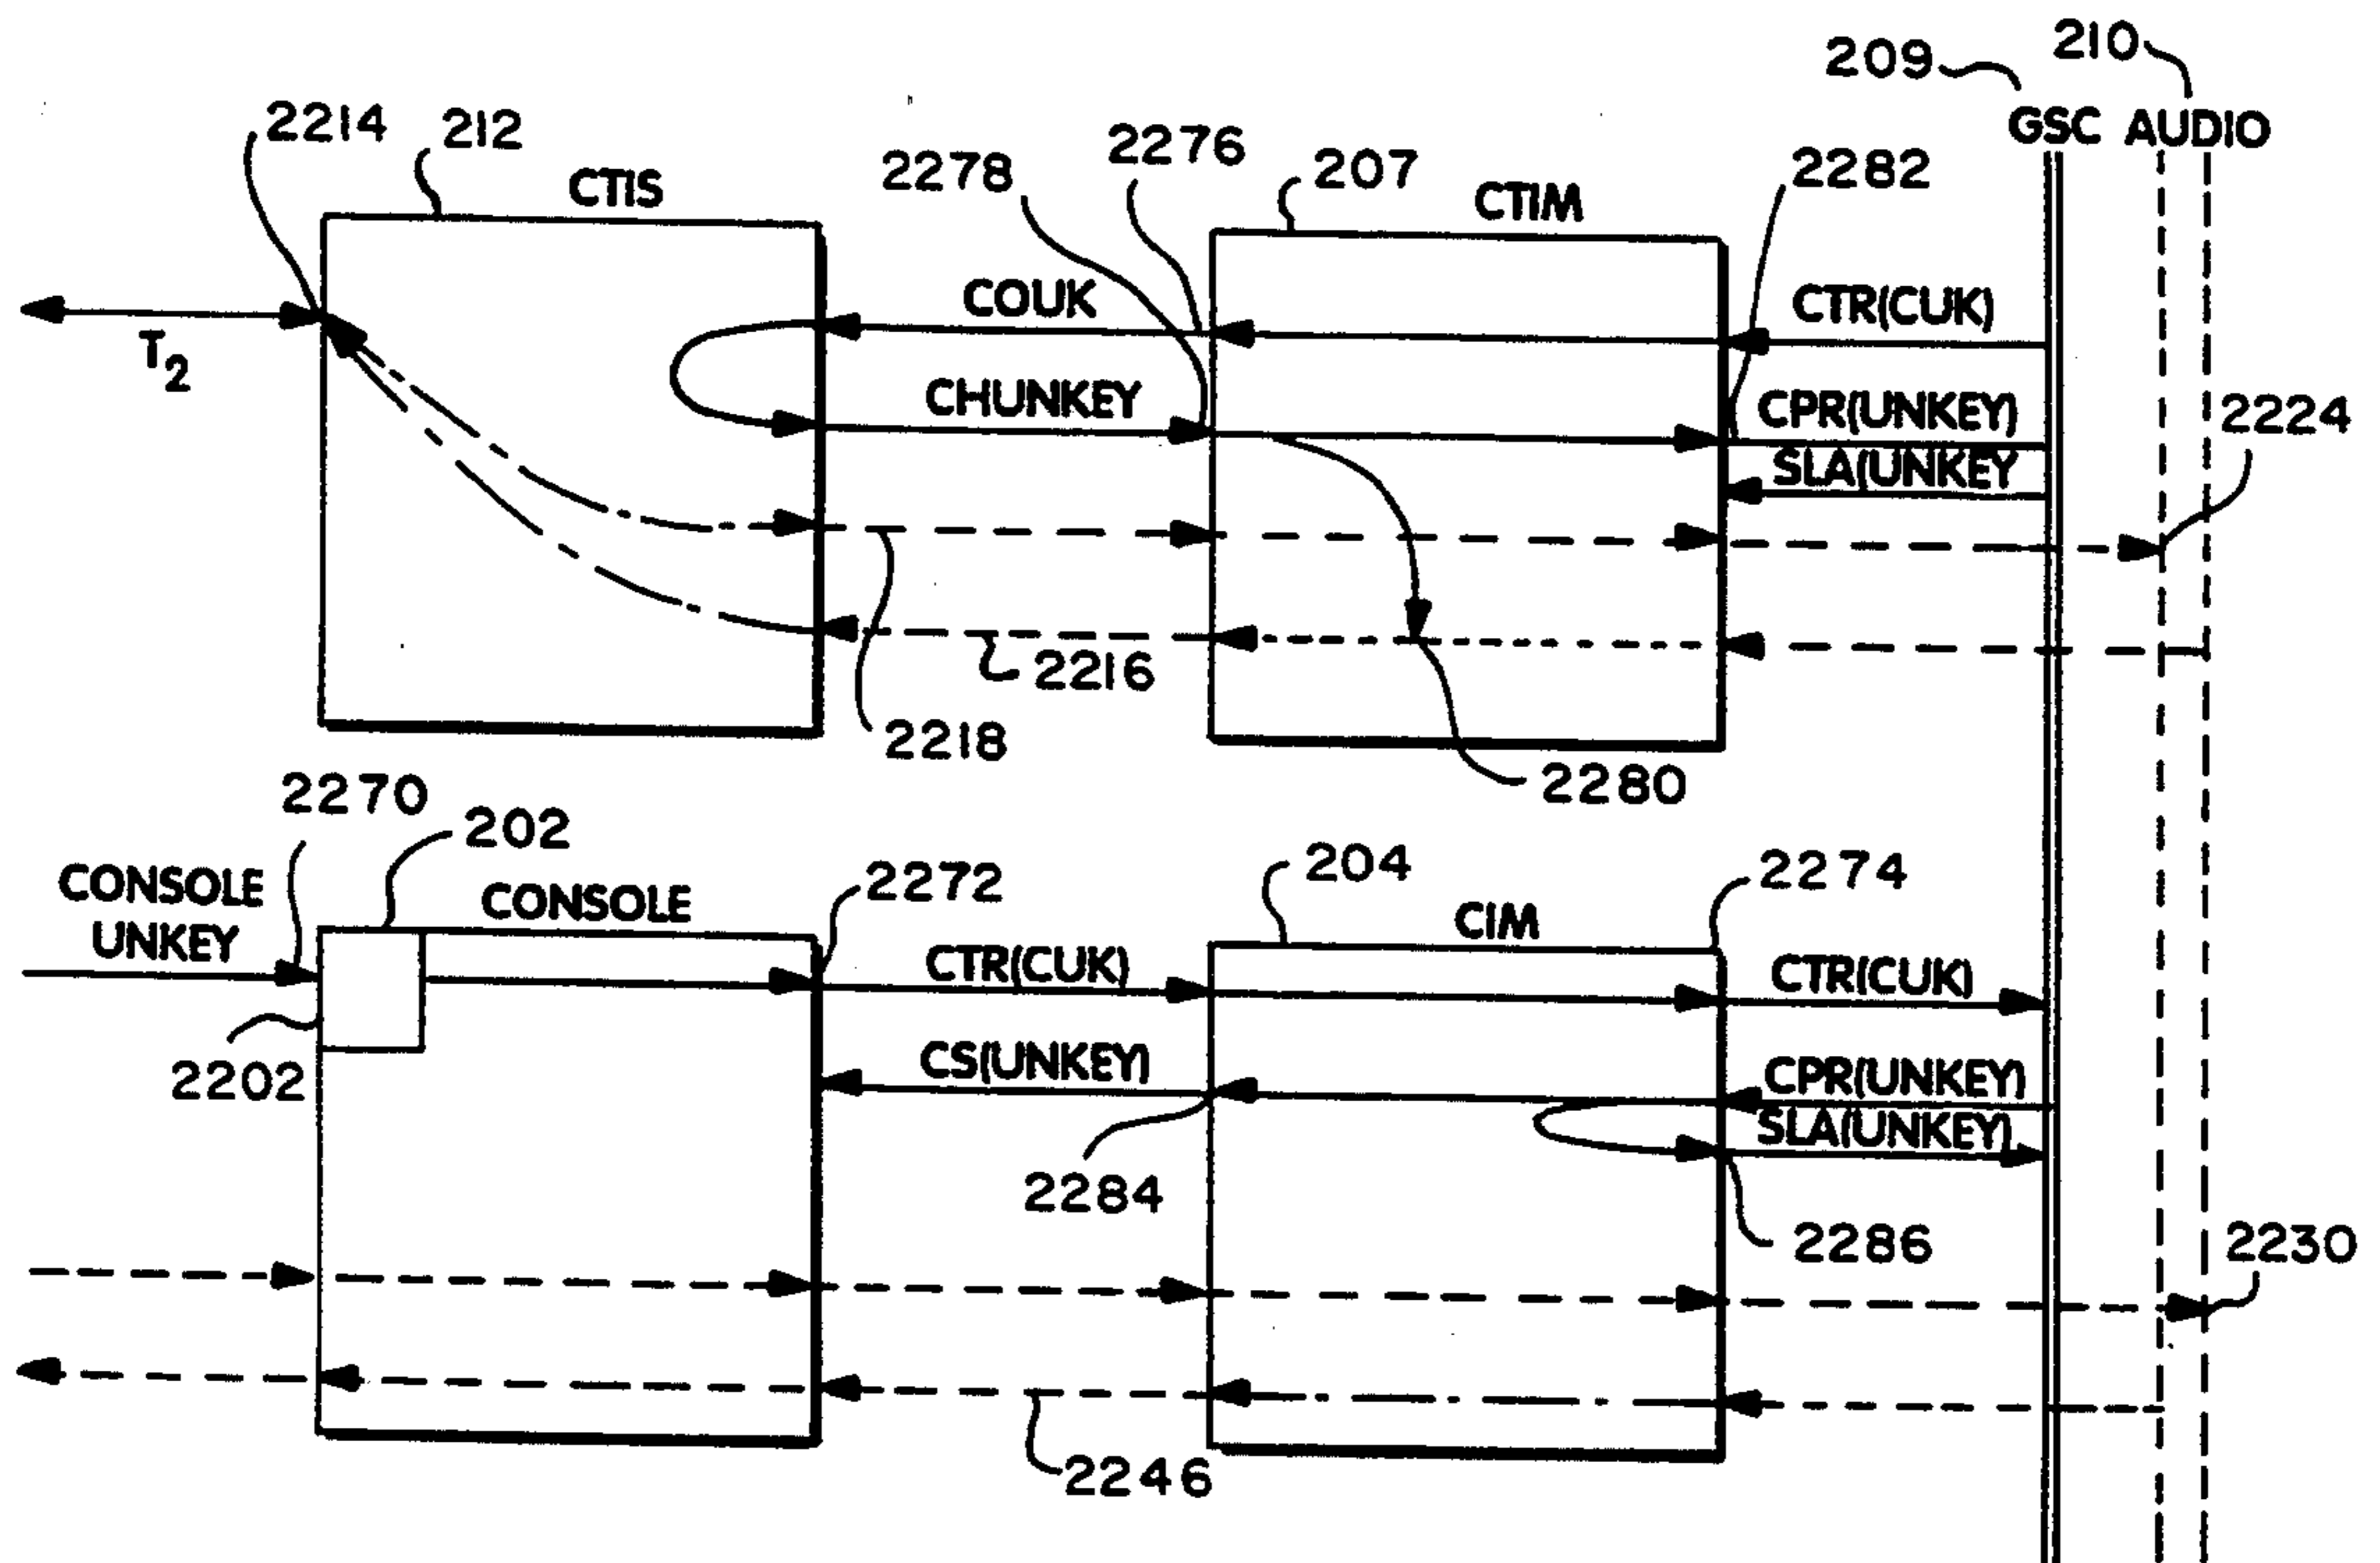 209
210
GSC AUDIO
2214
212
CTIS
2278
2276
207
CTIM
2282
COUK
CTR(CUK)
T2
CHUNKEY
CPR(UNKEY)
2224
SLA(UNKEY
2216
2218
2280
2270
202
CONSOLE
UNKEY
CONSOLE
2272
204
CIM
2274
CTR(CUK)
CTR(CUK)
2202
CS(UNKEY)
CPR(UNKEY)
SLA(UNKEY)
2284
2286
2230
2246